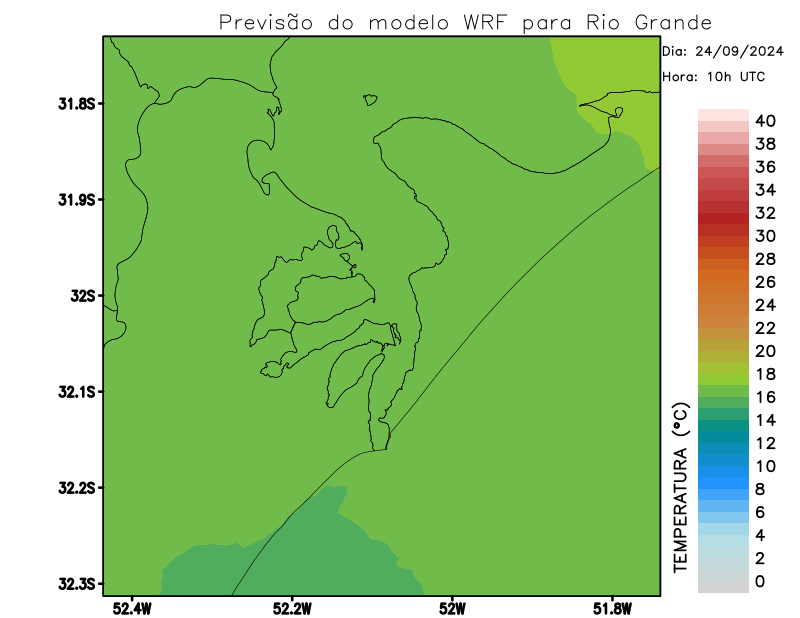 Previsão do modelo WRF para Rio Grande
Dia: 24/09/2024
Hora: 10h UTC
31.8S
31.9S
32S
32.1S
32.2S
32.3S
52.4W 52.2W 52W 51.8W
TEMPERATURA (°C)
40
38
36
34
32
30
28
26
24
22
20
18
16
14
12
10
8
6
4
2
0